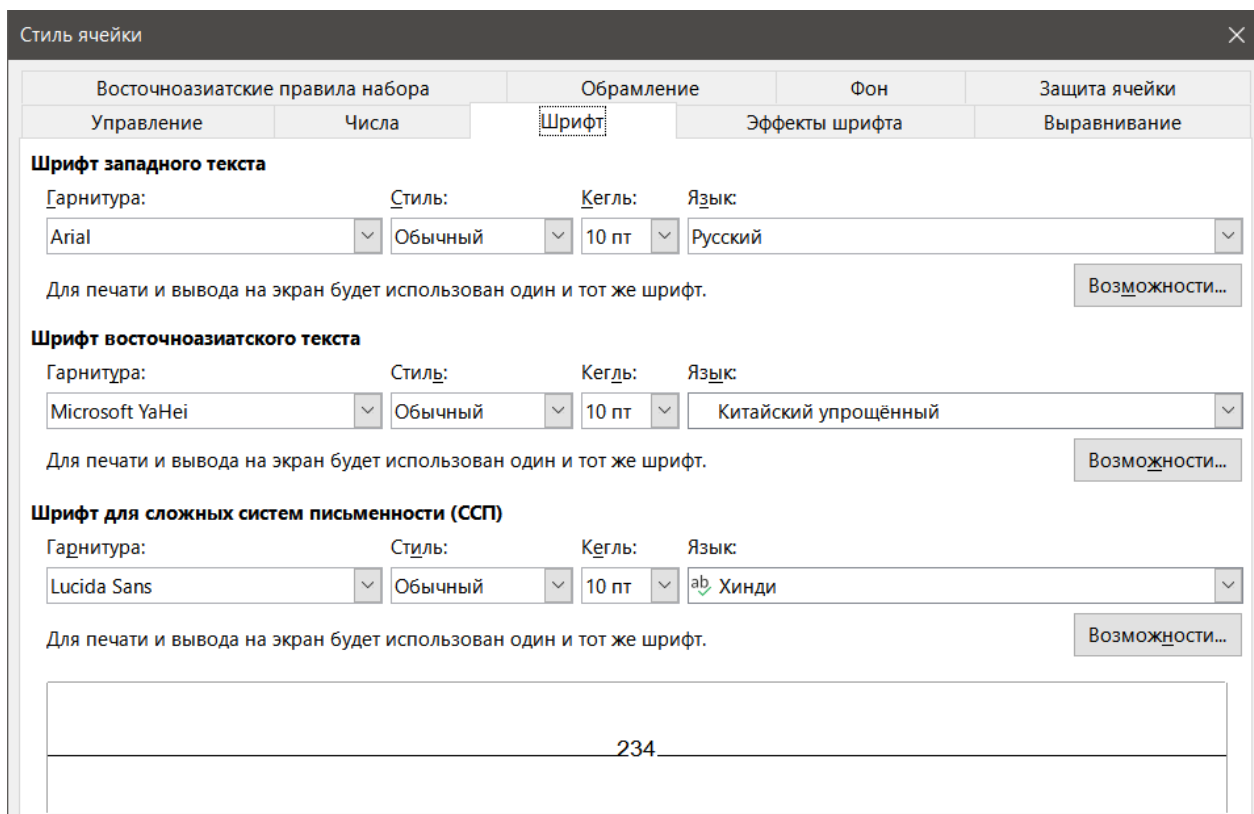 Стиль ячейки
Восточноазиатские правила набора Обрамление Фон Защита ячейки
Управление Числа Шрифт Эффекты шрифта Выравнивание
Шрифт западного текста
Гарнитура: Стиль: Кегль: Язык:
Arial Обычный 10 пт Русский
Для печати и вывода на экран будет использован один и тот же шрифт. Возможности...
Шрифт восточноазиатского текста
Гарнитура: Стиль: Кегль: Язык:
Microsoft YaHei Обычный 10 пт Китайский упрощённый
Для печати и вывода на экран будет использован один и тот же шрифт. Возможности...
Шрифт для сложных систем письменности (ССП)
Гарнитура: Стиль: Кегль: Язык:
Lucida Sans Обычный 10 пт ab Хинди
Для печати и вывода на экран будет использован один и тот же шрифт. Возможности...
234